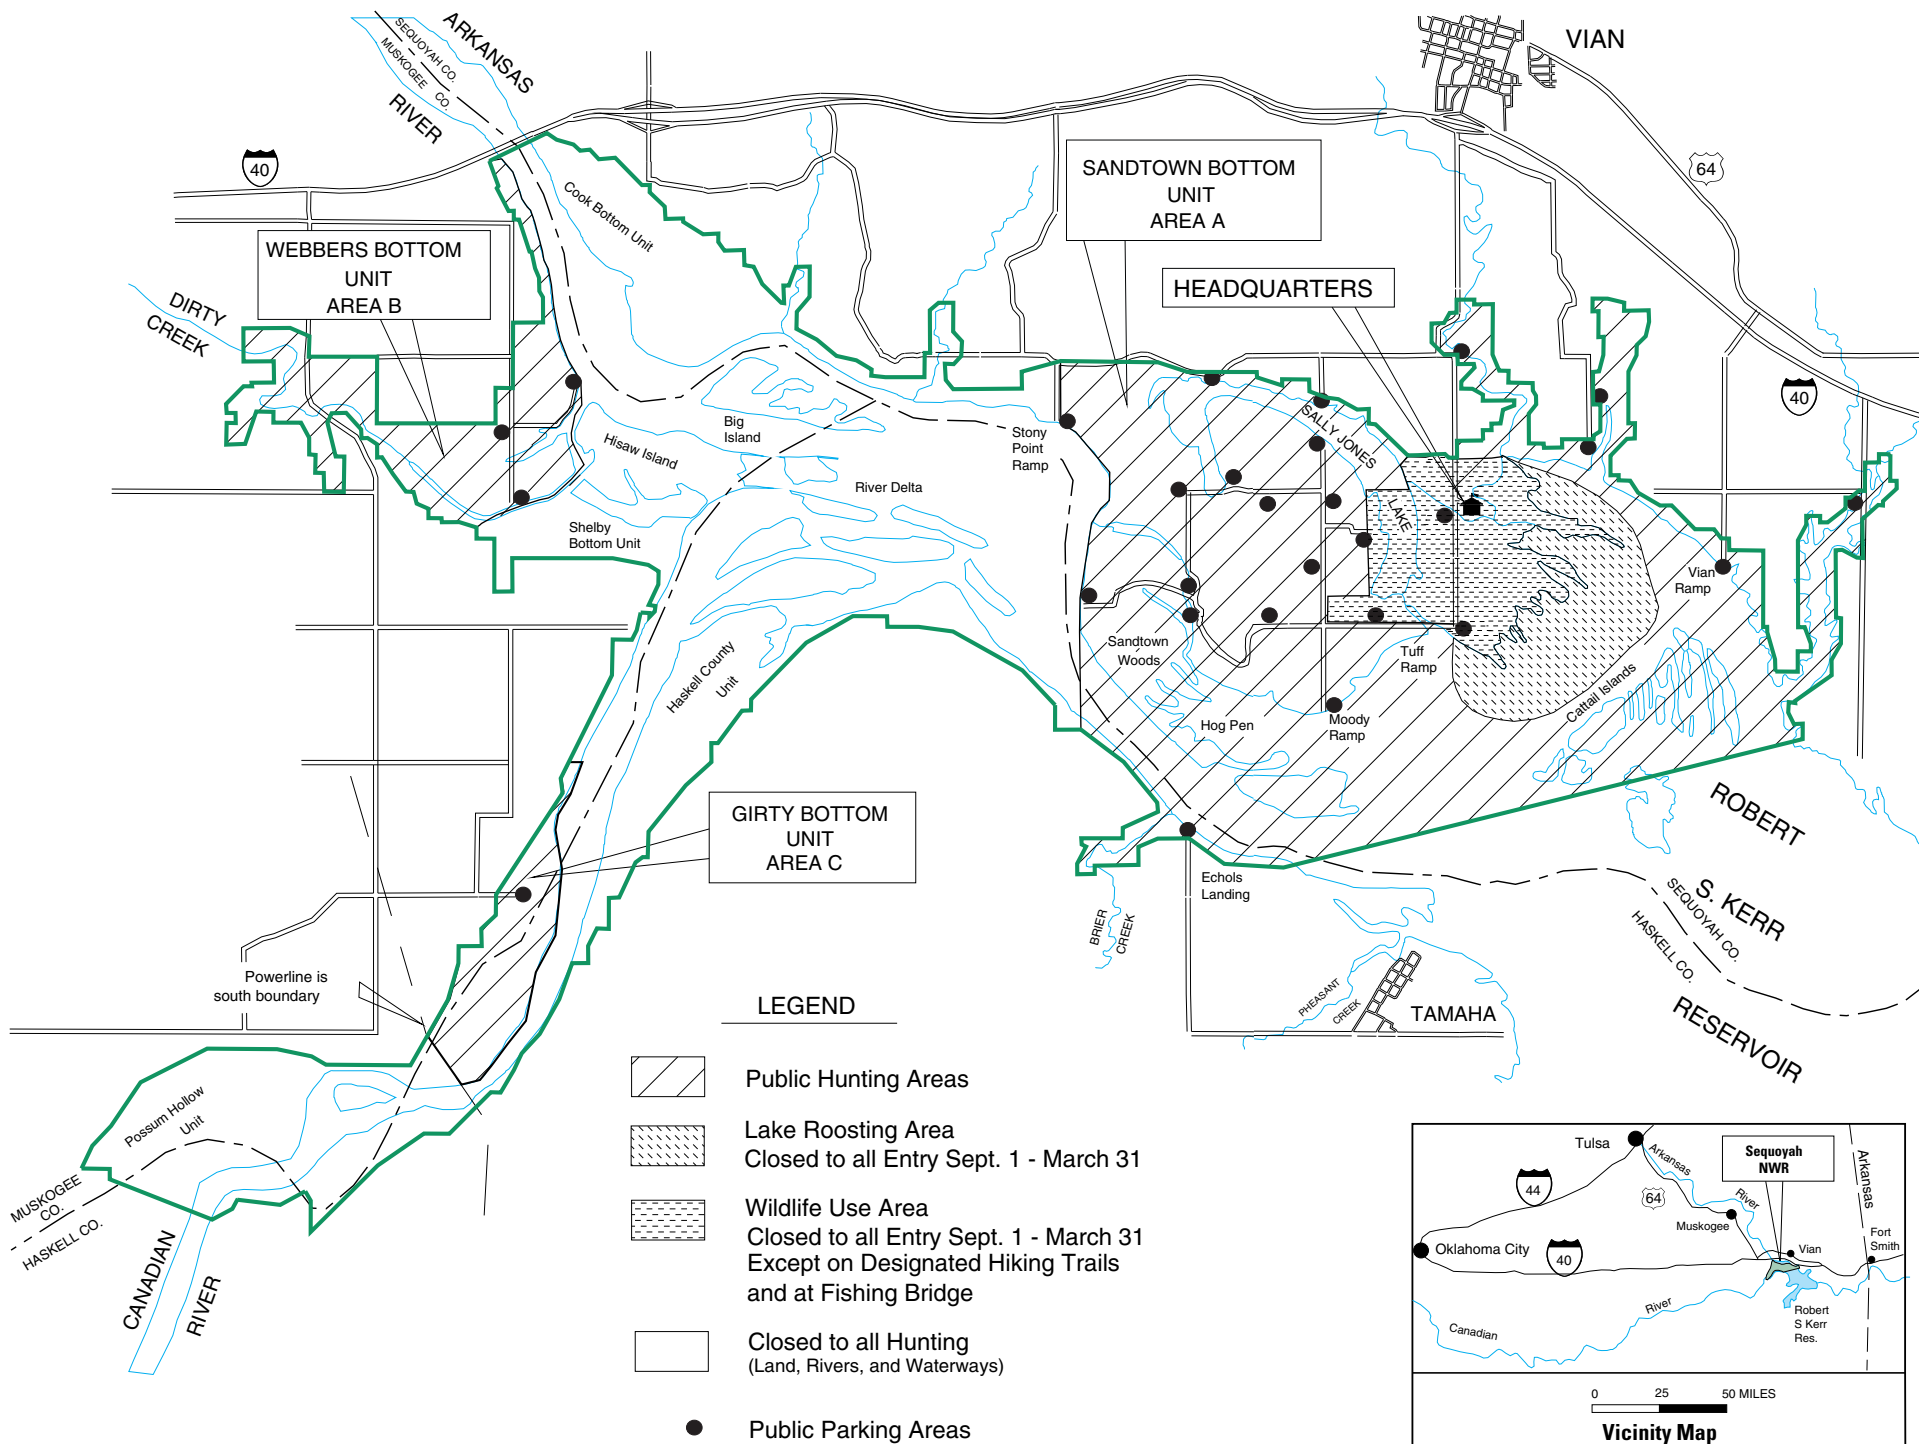 ARKANSAS
RIVER
SEQUOYAH CO.
MUSKOGEE CO.
VIAN
40
64
Cook Bottom Unit
SANDTOWN BOTTOM
UNIT
AREA A
WEBBERS BOTTOM
UNIT
AREA B
HEADQUARTERS
DIRTY
CREEK
40
Big
Island
Hisaw Island
Stony
Point
Ramp
SALLY JONES
LAKE
River Delta
Shelby
Bottom Unit
Vian
Ramp
Sandtown
Woods
Tuff
Ramp
Haskell County
Unit
Cattail Islands
Hog Pen
Moody
Ramp
GIRTY BOTTOM
UNIT
AREA C
ROBERT
S. KERR
RESERVOIR
Echols
Landing
BRIER
CREEK
SEQUOYAH CO.
HASKELL CO.
Powerline is
south boundary
PHEASANT
CREEK
TAMAHA
Possum Hollow
Unit
MUSKOGEE
CO.
HASKELL CO.
CANADIAN
RIVER
LEGEND
Public Hunting Areas
Lake Roosting Area
Closed to all Entry Sept. 1 - March 31
Wildlife Use Area
Closed to all Entry Sept. 1 - March 31
Except on Designated Hiking Trails
and at Fishing Bridge
Closed to all Hunting
(Land, Rivers, and Waterways)
Public Parking Areas
Tulsa
Arkansas
River
Sequoyah
NWR
Arkansas
44
64
Muskogee
Oklahoma City
40
Vian
Fort
Smith
River
Canadian
Robert
S Kerr
Res.
0 25 50 MILES
Vicinity Map